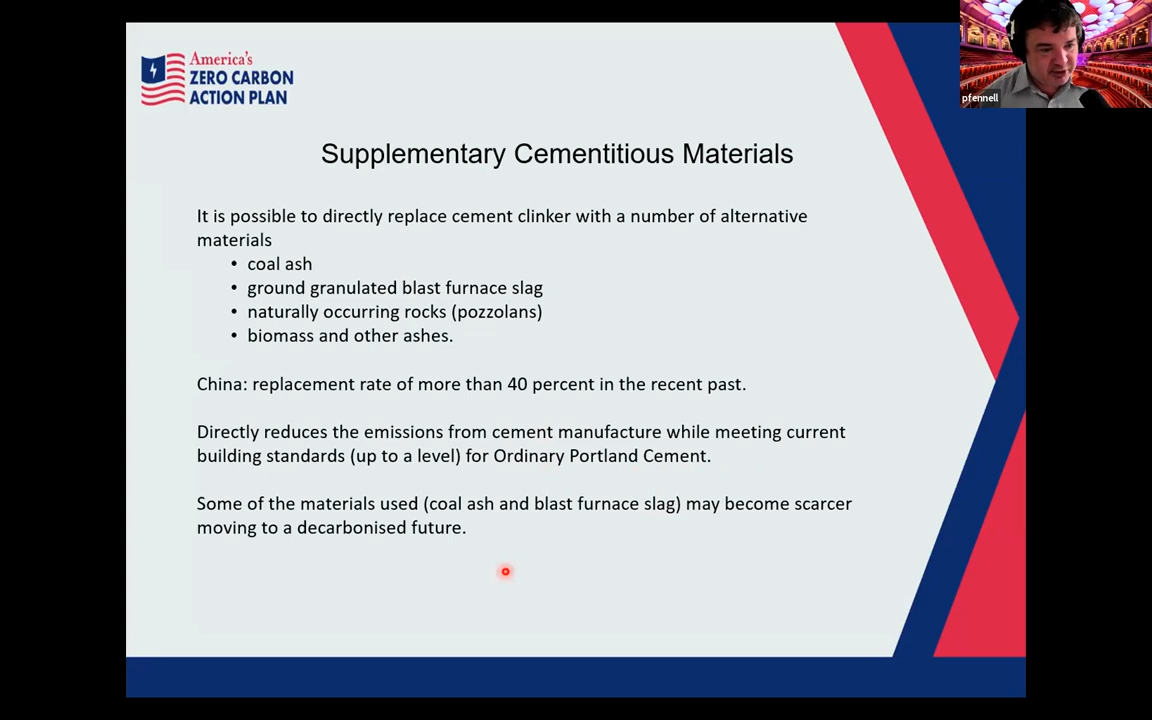 America's
ZERO CARBON
ACTION PLAN
pfennell
Supplementary Cementitious Materials
It is possible to directly replace cement clinker with a number of alternative
materials
• coal ash
• ground granulated blast furnace slag
• naturally occurring rocks (pozzolans)
• biomass and other ashes.
China: replacement rate of more than 40 percent in the recent past.
Directly reduces the emissions from cement manufacture while meeting current
building standards (up to a level) for Ordinary Portland Cement.
Some of the materials used (coal ash and blast furnace slag) may become scarcer
moving to a decarbonised future.